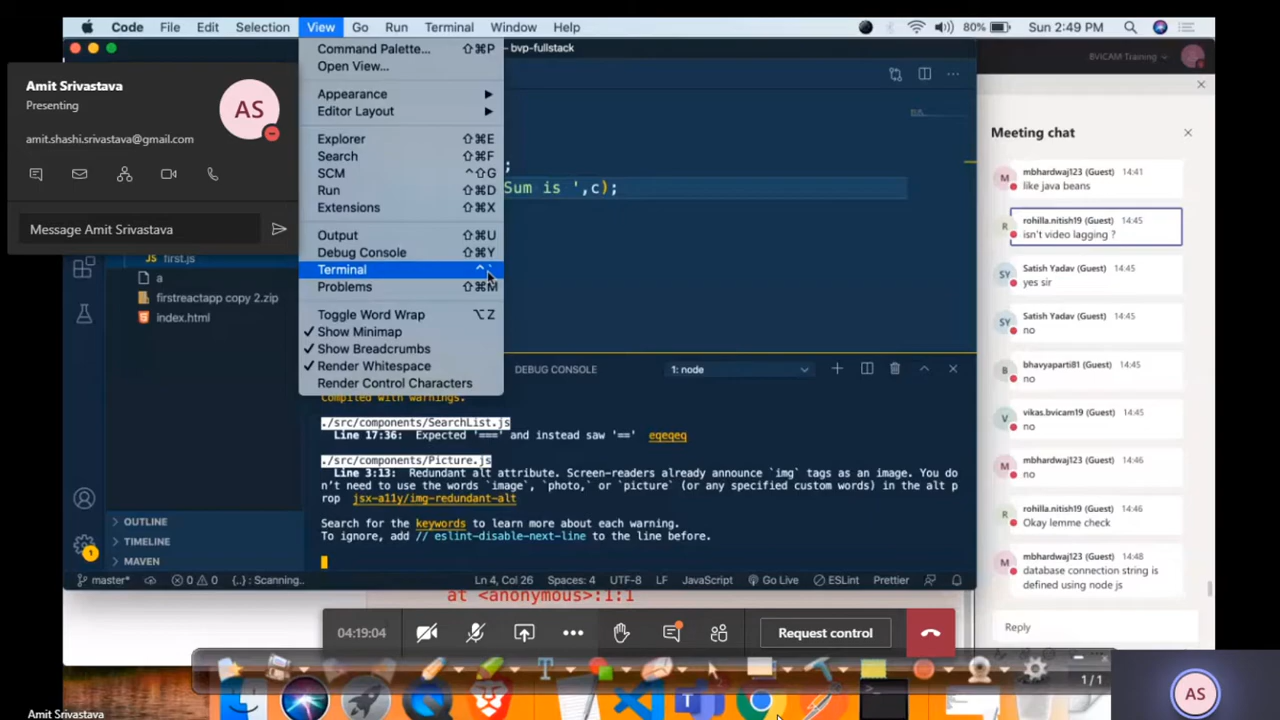 Code File Edit Selection View Go Run Terminal Window Help 80% Sun 2:49 PM
- bvp-fullstack
BVICAM Training
Amit Srivastava
Presenting
AS
amit.shashi.srivastava@gmail.com
Message Amit Srivastava
Command Palette... ⇧⌘P
Open View...
Appearance
Editor Layout
Explorer ⇧⌘E
Search ⇧⌘F
SCM ⌃⇧G
Run ⇧⌘D
Extensions ⇧⌘X
Output ⇧⌘U
Debug Console ⇧⌘Y
Terminal ⌃`
Problems ⇧⌘M
Toggle Word Wrap ⌥Z
✓ Show Minimap
✓ Show Breadcrumbs
✓ Render Whitespace
Render Control Characters
;
Sum is ',c);
JS first.js
a
firstreactapp copy 2.zip
index.html
OUTLINE
TIMELINE
MAVEN
DEBUG CONSOLE 1: node
Compiled with warnings.
./src/components/SearchList.js
Line 17:36: Expected '===' and instead saw '==' eqeqeq
./src/components/Picture.js
Line 3:13: Redundant alt attribute. Screen-readers already announce `img` tags as an image. You do
n't need to use the words `image`, `photo,` or `picture` (or any specified custom words) in the alt p
rop jsx-a11y/img-redundant-alt
Search for the keywords to learn more about each warning.
To ignore, add // eslint-disable-next-line to the line before.
1
master* 0 0 {..} : Scanning.. Ln 4, Col 26 Spaces: 4 UTF-8 LF JavaScript Go Live ESLint Prettier
at <anonymous>:1:1
04:19:04 Request control
Meeting chat
M mbhardwaj123 (Guest) 14:41
like java beans
R rohilla.nitish19 (Guest) 14:45
isn't video lagging ?
SY Satish Yadav (Guest) 14:45
yes sir
SY Satish Yadav (Guest) 14:45
no
B bhavyaparti81 (Guest) 14:45
no
V vikas.bvicam19 (Guest) 14:45
no
M mbhardwaj123 (Guest) 14:46
no
R rohilla.nitish19 (Guest) 14:46
Okay lemme check
M mbhardwaj123 (Guest) 14:48
database connection string is
defined using node js
Reply
1/1
AS
Amit Srivastava